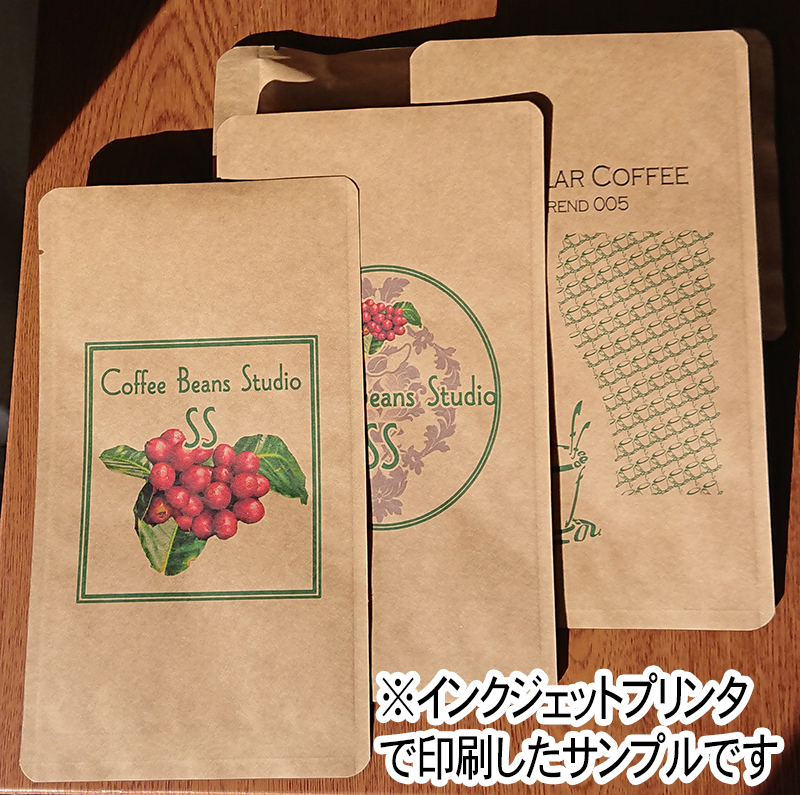 Coffee Beans Studio
SS
Beans Studio
SS
LAR COFFEE
REND 005
※インクジェットプリンタ
で印刷したサンプルです